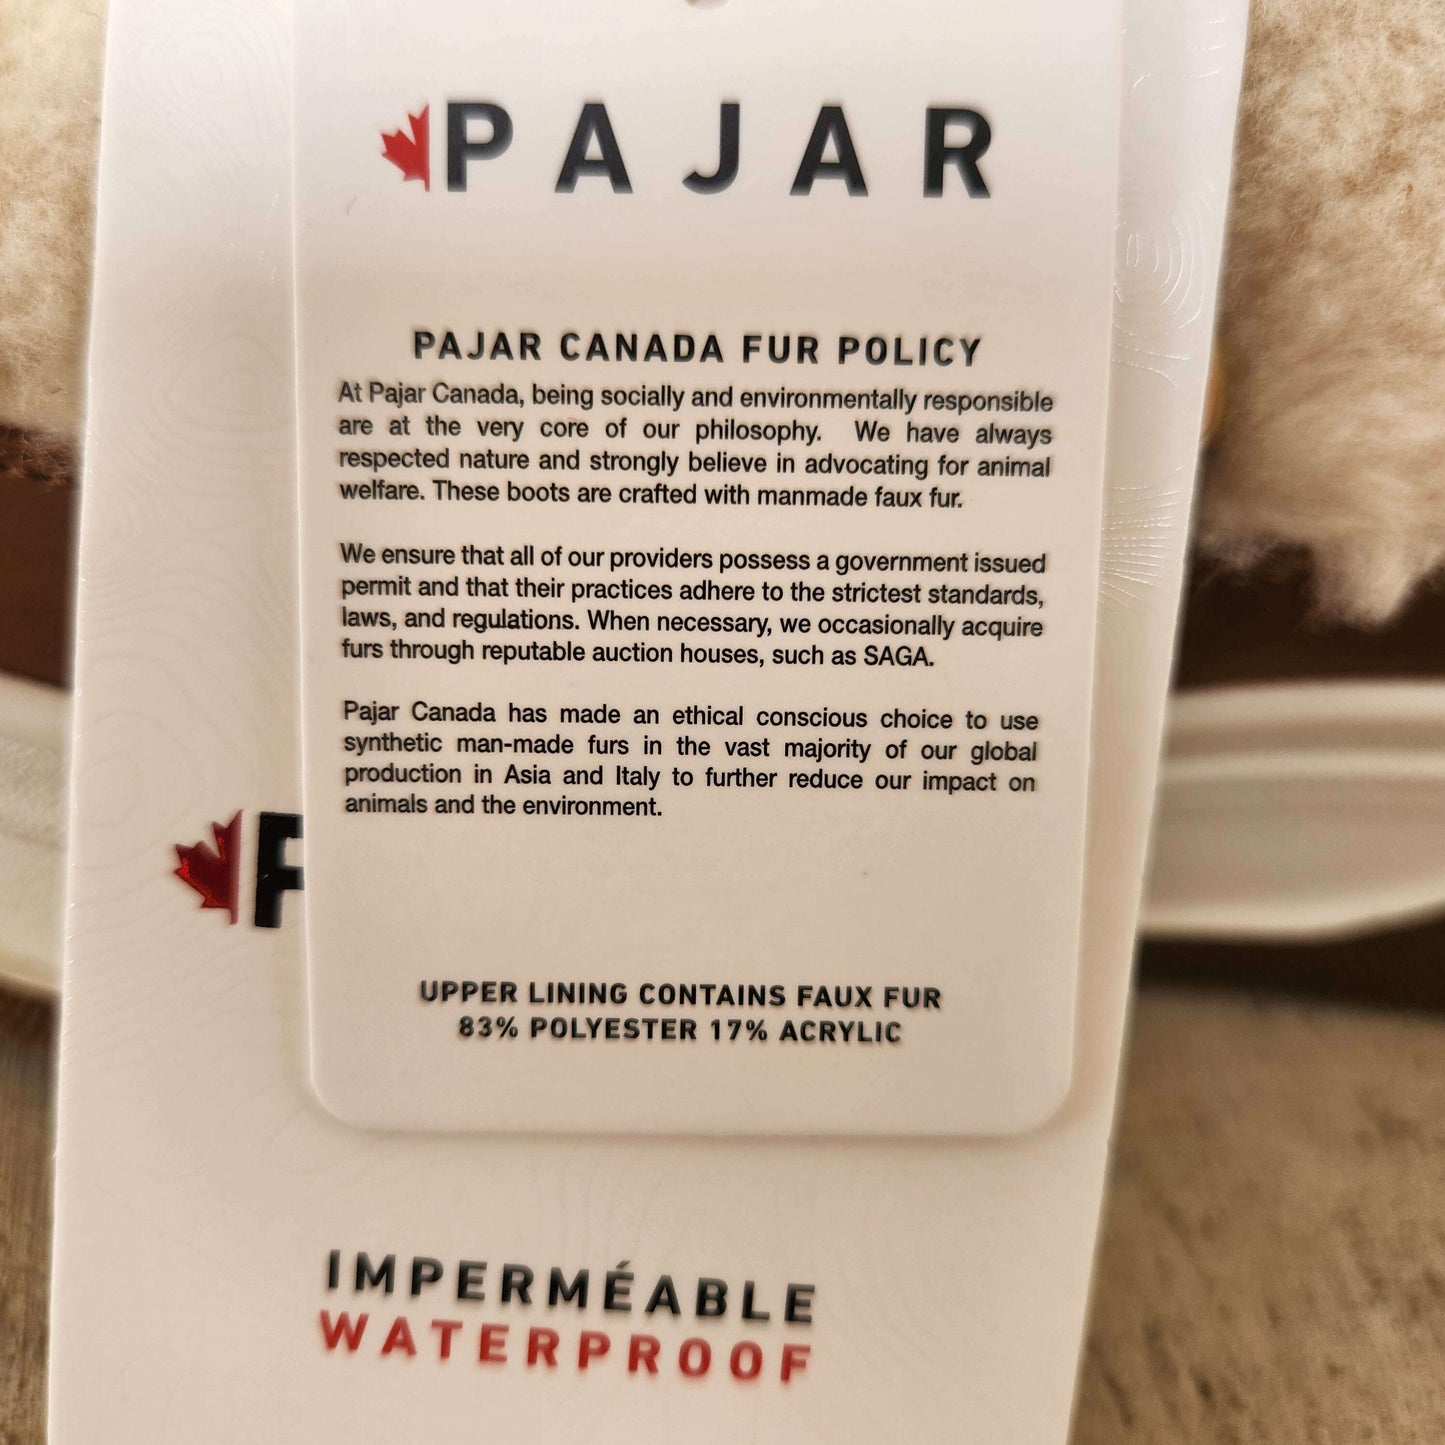 PAJAR
PAJAR CANADA FUR POLICY
At Pajar Canada, being socially and environmentally responsible
are at the very core of our philosophy. We have always
respected nature and strongly believe in advocating for animal
welfare. These boots are crafted with manmade faux fur.
We ensure that all of our providers possess a government issued
permit and that their practices adhere to the strictest standards,
laws, and regulations. When necessary, we occasionally acquire
furs through reputable auction houses, such as SAGA.
Pajar Canada has made an ethical conscious choice to use
synthetic man-made furs in the vast majority of our global
production in Asia and Italy to further reduce our impact on
animals and the environment.
P
UPPER LINING CONTAINS FAUX FUR
83% POLYESTER 17% ACRYLIC
IMPERMÉABLE
WATERPROOF